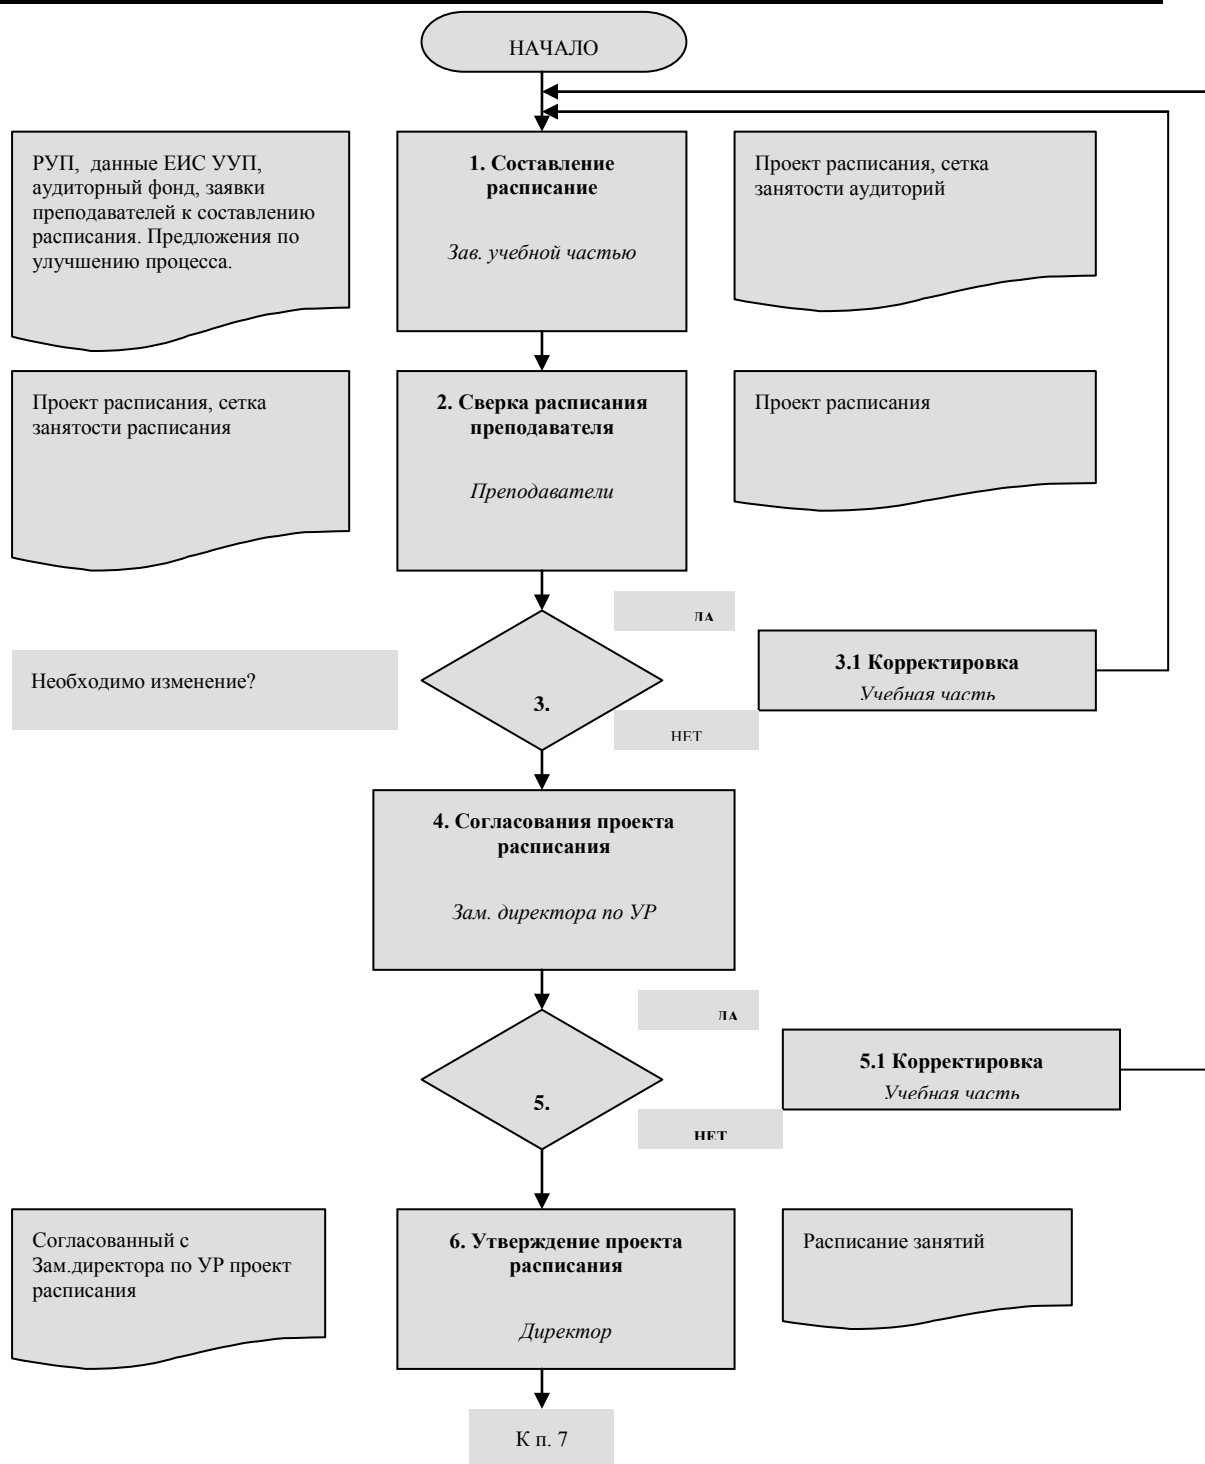 НАЧАЛО
РУП, данные ЕИС УУП,
аудиторный фонд, заявки
преподавателей к составлению
расписания. Предложения по
улучшению процесса.
1. Составление
расписание
Зав. учебной частью
Проект расписания, сетка
занятости аудиторий
Проект расписания, сетка
занятости расписания
2. Сверка расписания
преподавателя
Преподаватели
Проект расписания
ДА
Необходимо изменение?
3.
3.1 Корректировка
Учебная часть
НЕТ
4. Согласования проекта
расписания
Зам. директора по УР
ДА
5.
5.1 Корректировка
Учебная часть
НЕТ
Согласованный с
Зам.директора по УР проект
расписания
6. Утверждение проекта
расписания
Директор
Расписание занятий
К п. 7